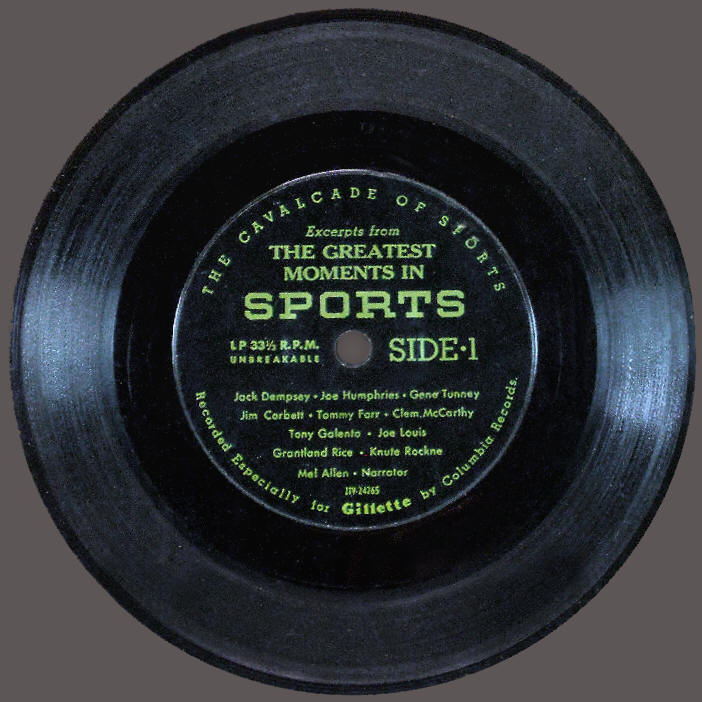 THE CAVALCADE OF SPORTS
Excerpts from
THE GREATEST
MOMENTS IN
SPORTS
LP 33⅓ R.P.M.
UNBREAKABLE
SIDE·1
Jack Dempsey • Joe Humphries • Gene Tunney
Jim Corbett • Tommy Farr • Clem McCarthy
Tony Galento • Joe Louis
Grantland Rice • Knute Rockne
Mel Allen • Narrator
ZTV-24265
Recorded Especially for Gillette by Columbia Records.